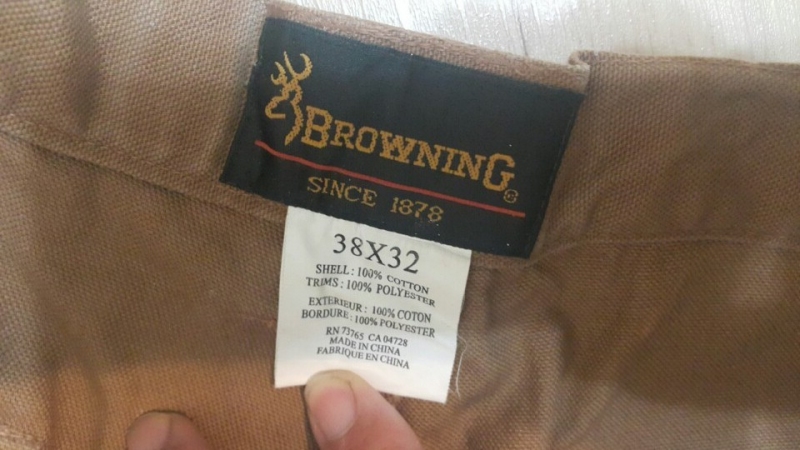 BROWNING
SINCE 1878
38X32
SHELL: 100% COTTON
TRIMS: 100% POLYESTER
EXTERIEUR: 100% COTON
BORDURE: 100% POLYESTER
RN 73765 CA 04728
MADE IN CHINA
FABRIQUE EN CHINA